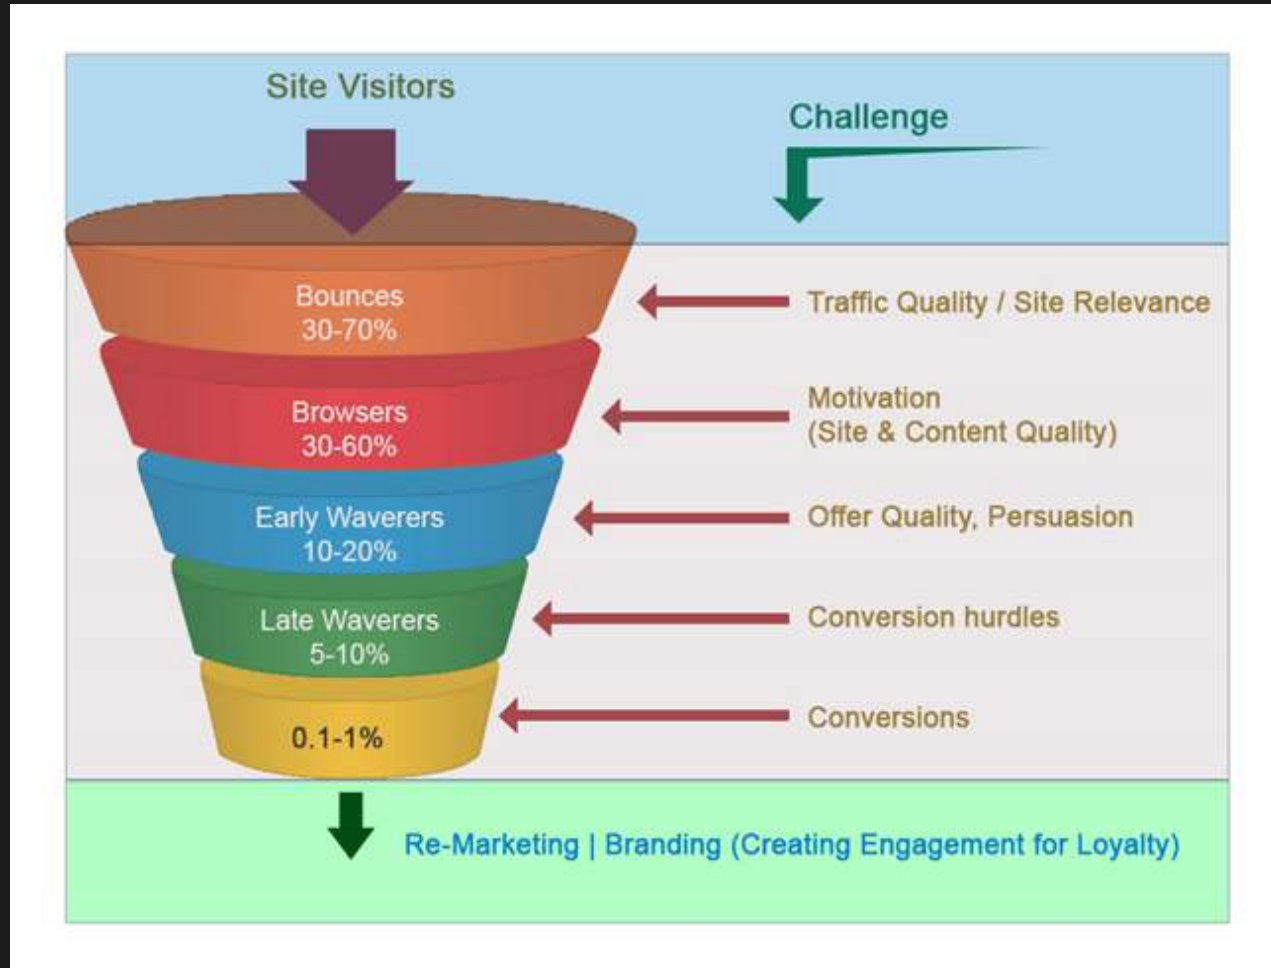 Site Visitors
Challenge
Bounces
30-70%
Traffic Quality / Site Relevance
Browsers
30-60%
Motivation
(Site & Content Quality)
Early Waverers
10-20%
Offer Quality, Persuasion
Late Waverers
5-10%
Conversion hurdles
0.1-1%
Conversions
Re-Marketing | Branding (Creating Engagement for Loyalty)